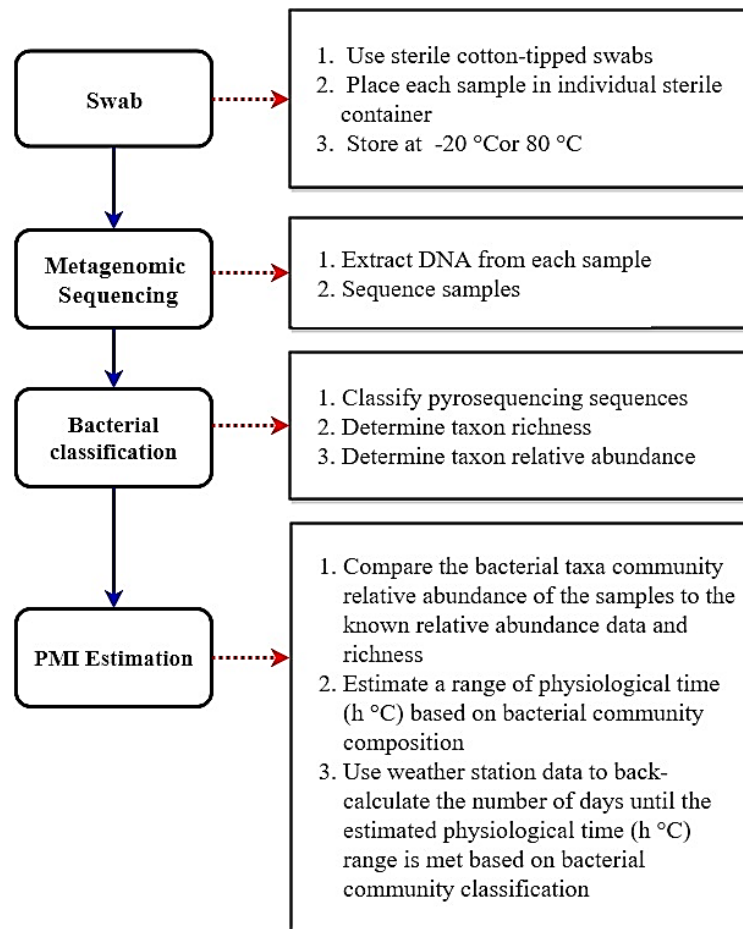 Swab
1. Use sterile cotton-tipped swabs
2. Place each sample in individual sterile
container
3. Store at -20 °Cor 80 °C
Metagenomic
Sequencing
1. Extract DNA from each sample
2. Sequence samples
Bacterial
classification
1. Classify pyrosequencing sequences
2. Determine taxon richness
3. Determine taxon relative abundance
PMI Estimation
1. Compare the bacterial taxa community
relative abundance of the samples to the
known relative abundance data and
richness
2. Estimate a range of physiological time
(h °C) based on bacterial community
composition
3. Use weather station data to back-
calculate the number of days until the
estimated physiological time (h °C)
range is met based on bacterial
community classification